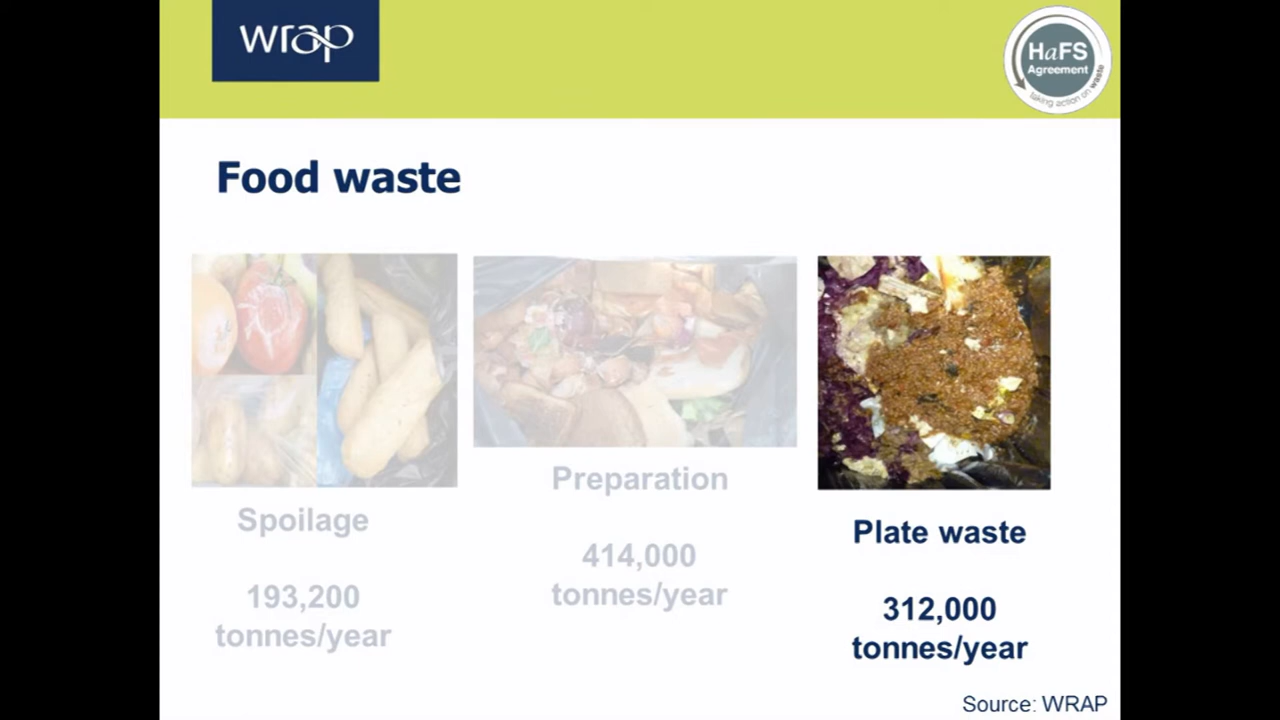 wrap
HaFS
Agreement
taking action on waste
Food waste
Spoilage
193,200
tonnes/year
Preparation
414,000
tonnes/year
Plate waste
312,000
tonnes/year
Source: WRAP